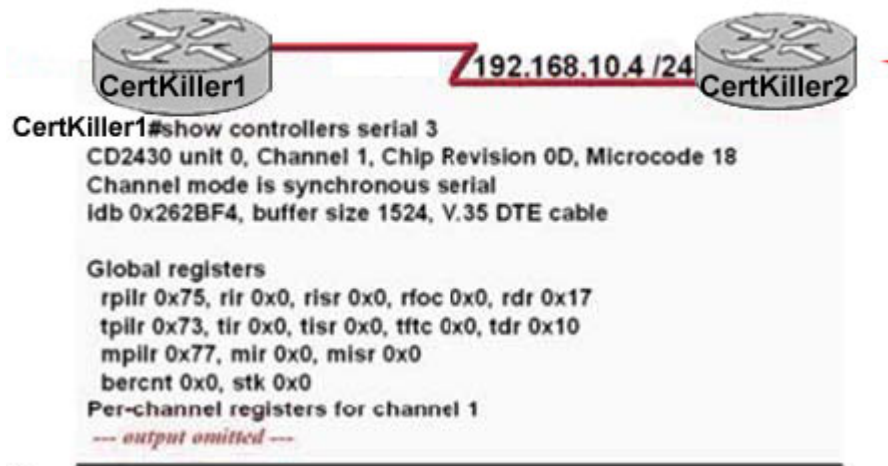 192.168.10.4 /24
CertKiller1
CertKiller2
CertKiller1#show controllers serial 3
CD2430 unit 0, Channel 1, Chip Revision 0D, Microcode 18
Channel mode is synchronous serial
idb 0x262BF4, buffer size 1524, V.35 DTE cable
Global registers
rpilr 0x75, rir 0x0, risr 0x0, rfoc 0x0, rdr 0x17
tpilr 0x73, tir 0x0, tisr 0x0, tftc 0x0, tdr 0x10
mpilr 0x77, mir 0x0, misr 0x0
bercnt 0x0, stk 0x0
Per-channel registers for channel 1
--- output omitted ---